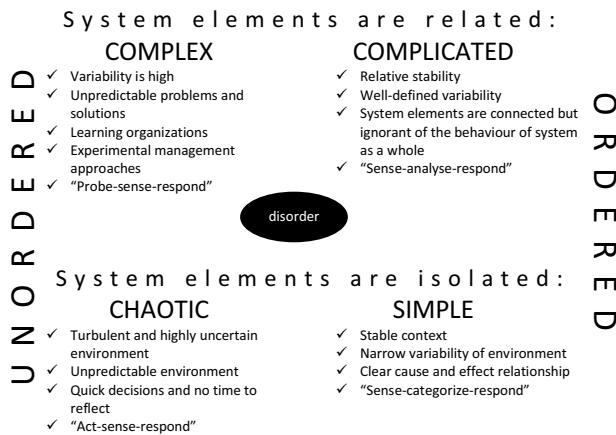 System elements are related:
UNORDERED
COMPLEX
✓ Variability is high
✓ Unpredictable problems and
solutions
✓ Learning organizations
✓ Experimental management
approaches
✓ “Probe-sense-respond”
COMPLICATED
✓ Relative stability
✓ Well-defined variability
✓ System elements are connected but
ignorant of the behaviour of system
as a whole
✓ “Sense-analyse-respond”
ORDERED
disorder
System elements are isolated:
CHAOTIC
✓ Turbulent and highly uncertain
environment
✓ Unpredictable environment
✓ Quick decisions and no time to
reflect
✓ “Act-sense-respond”
SIMPLE
✓ Stable context
✓ Narrow variability of environment
✓ Clear cause and effect relationship
✓ “Sense-categorize-respond”